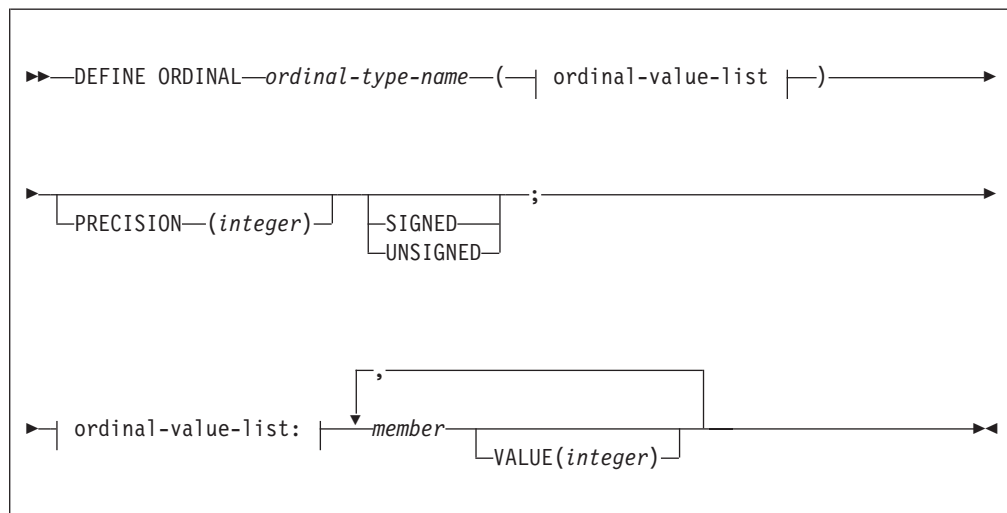 DEFINE ORDINAL ordinal-type-name ( ordinal-value-list )
PRECISION (integer) SIGNED ;
UNSIGNED
,
ordinal-value-list: member
VALUE(integer)